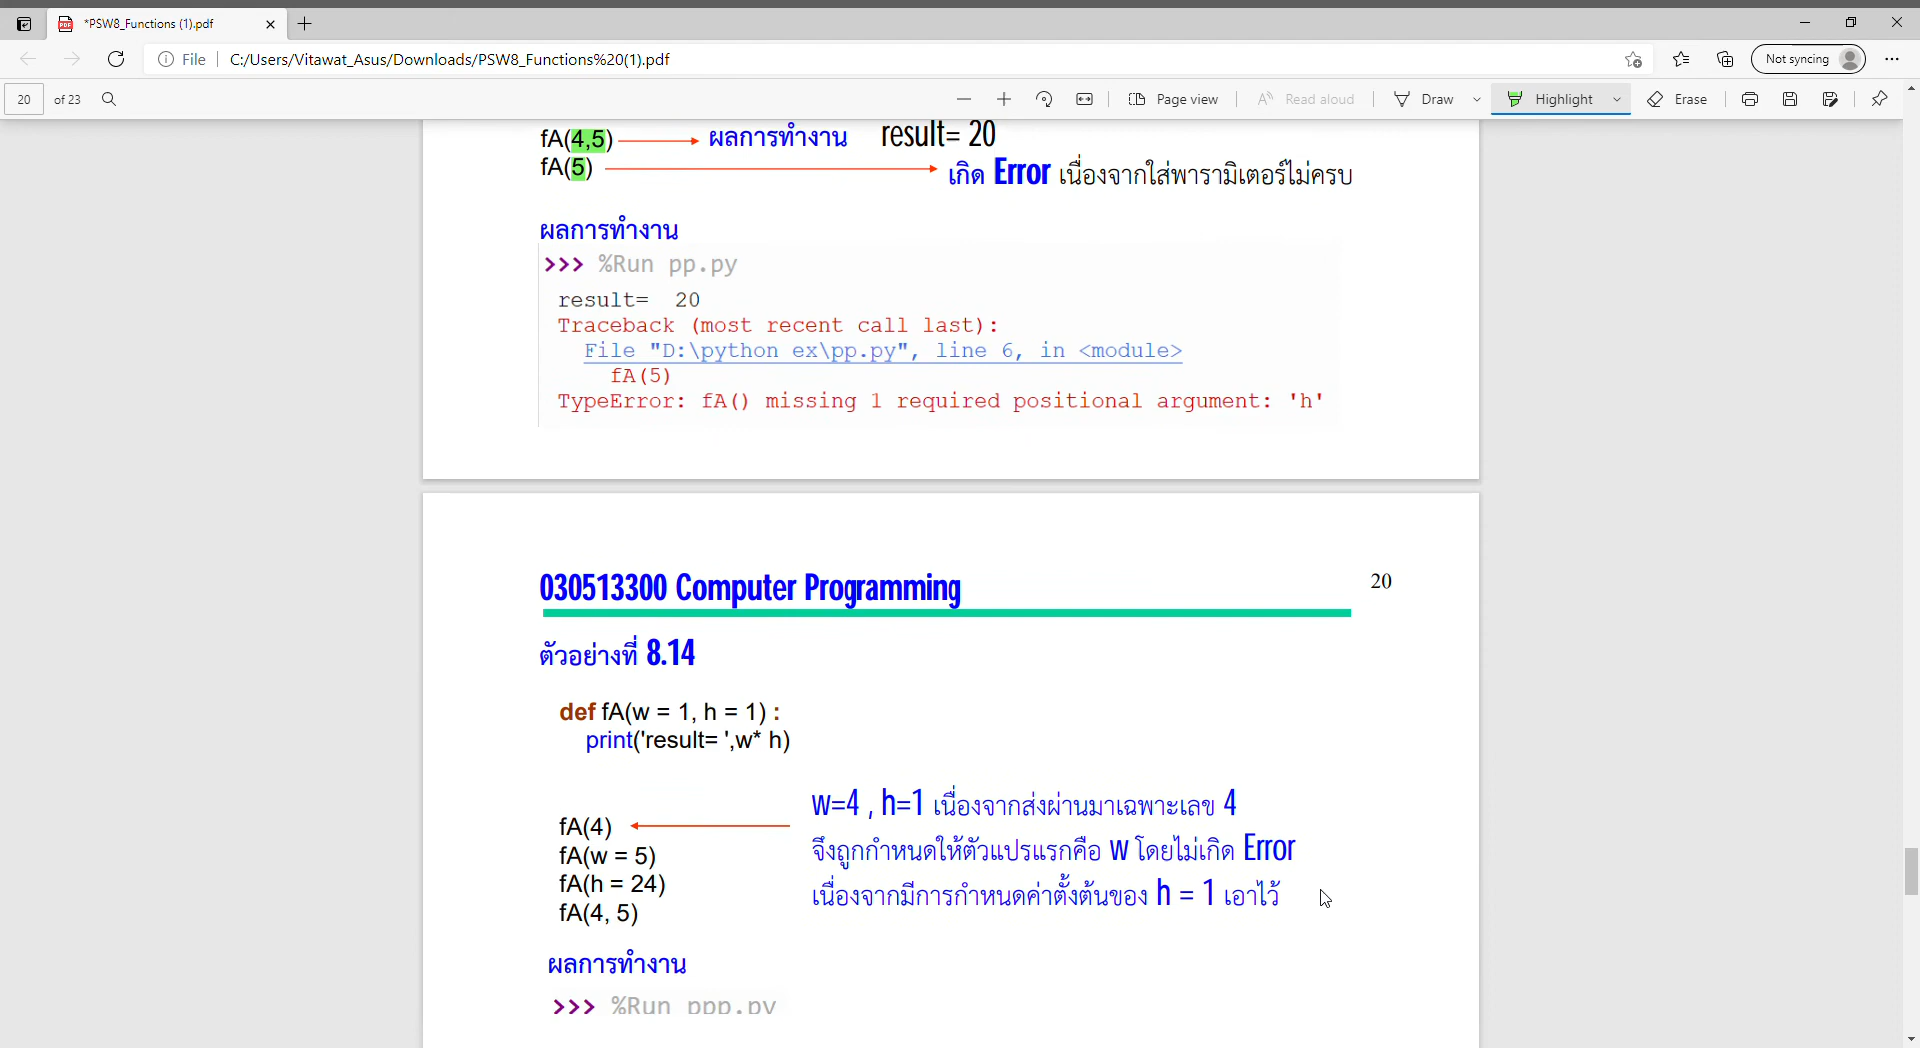 *PSW8_Functions (1).pdf
File
C:/Users/Vitawat_Asus/Downloads/PSW8_Functions%20(1).pdf
Not syncing
20 of 23
Page view
Read aloud
Draw
Highlight
Erase
fA(4,5) ผลการทำงาน result= 20
fA(5) เกิด Error เนื่องจากใส่พารามิเตอร์ไม่ครบ
ผลการทำงาน
>>> %Run pp.py
result= 20
Traceback (most recent call last):
File "D:\python ex\pp.py", line 6, in <module>
fA(5)
TypeError: fA() missing 1 required positional argument: 'h'
030513300 Computer Programming
20
ตัวอย่างที่ 8.14
def fA(w = 1, h = 1) :
print('result= ',w* h)
w=4 , h=1 เนื่องจากส่งผ่านมาเฉพาะเลข 4
จึงถูกกำหนดให้ตัวแปรแรกคือ w โดยไม่เกิด Error
เนื่องจากมีการกำหนดค่าตั้งต้นของ h = 1 เอาไว้
fA(4)
fA(w = 5)
fA(h = 24)
fA(4, 5)
ผลการทำงาน
>>> %Run ppp.py